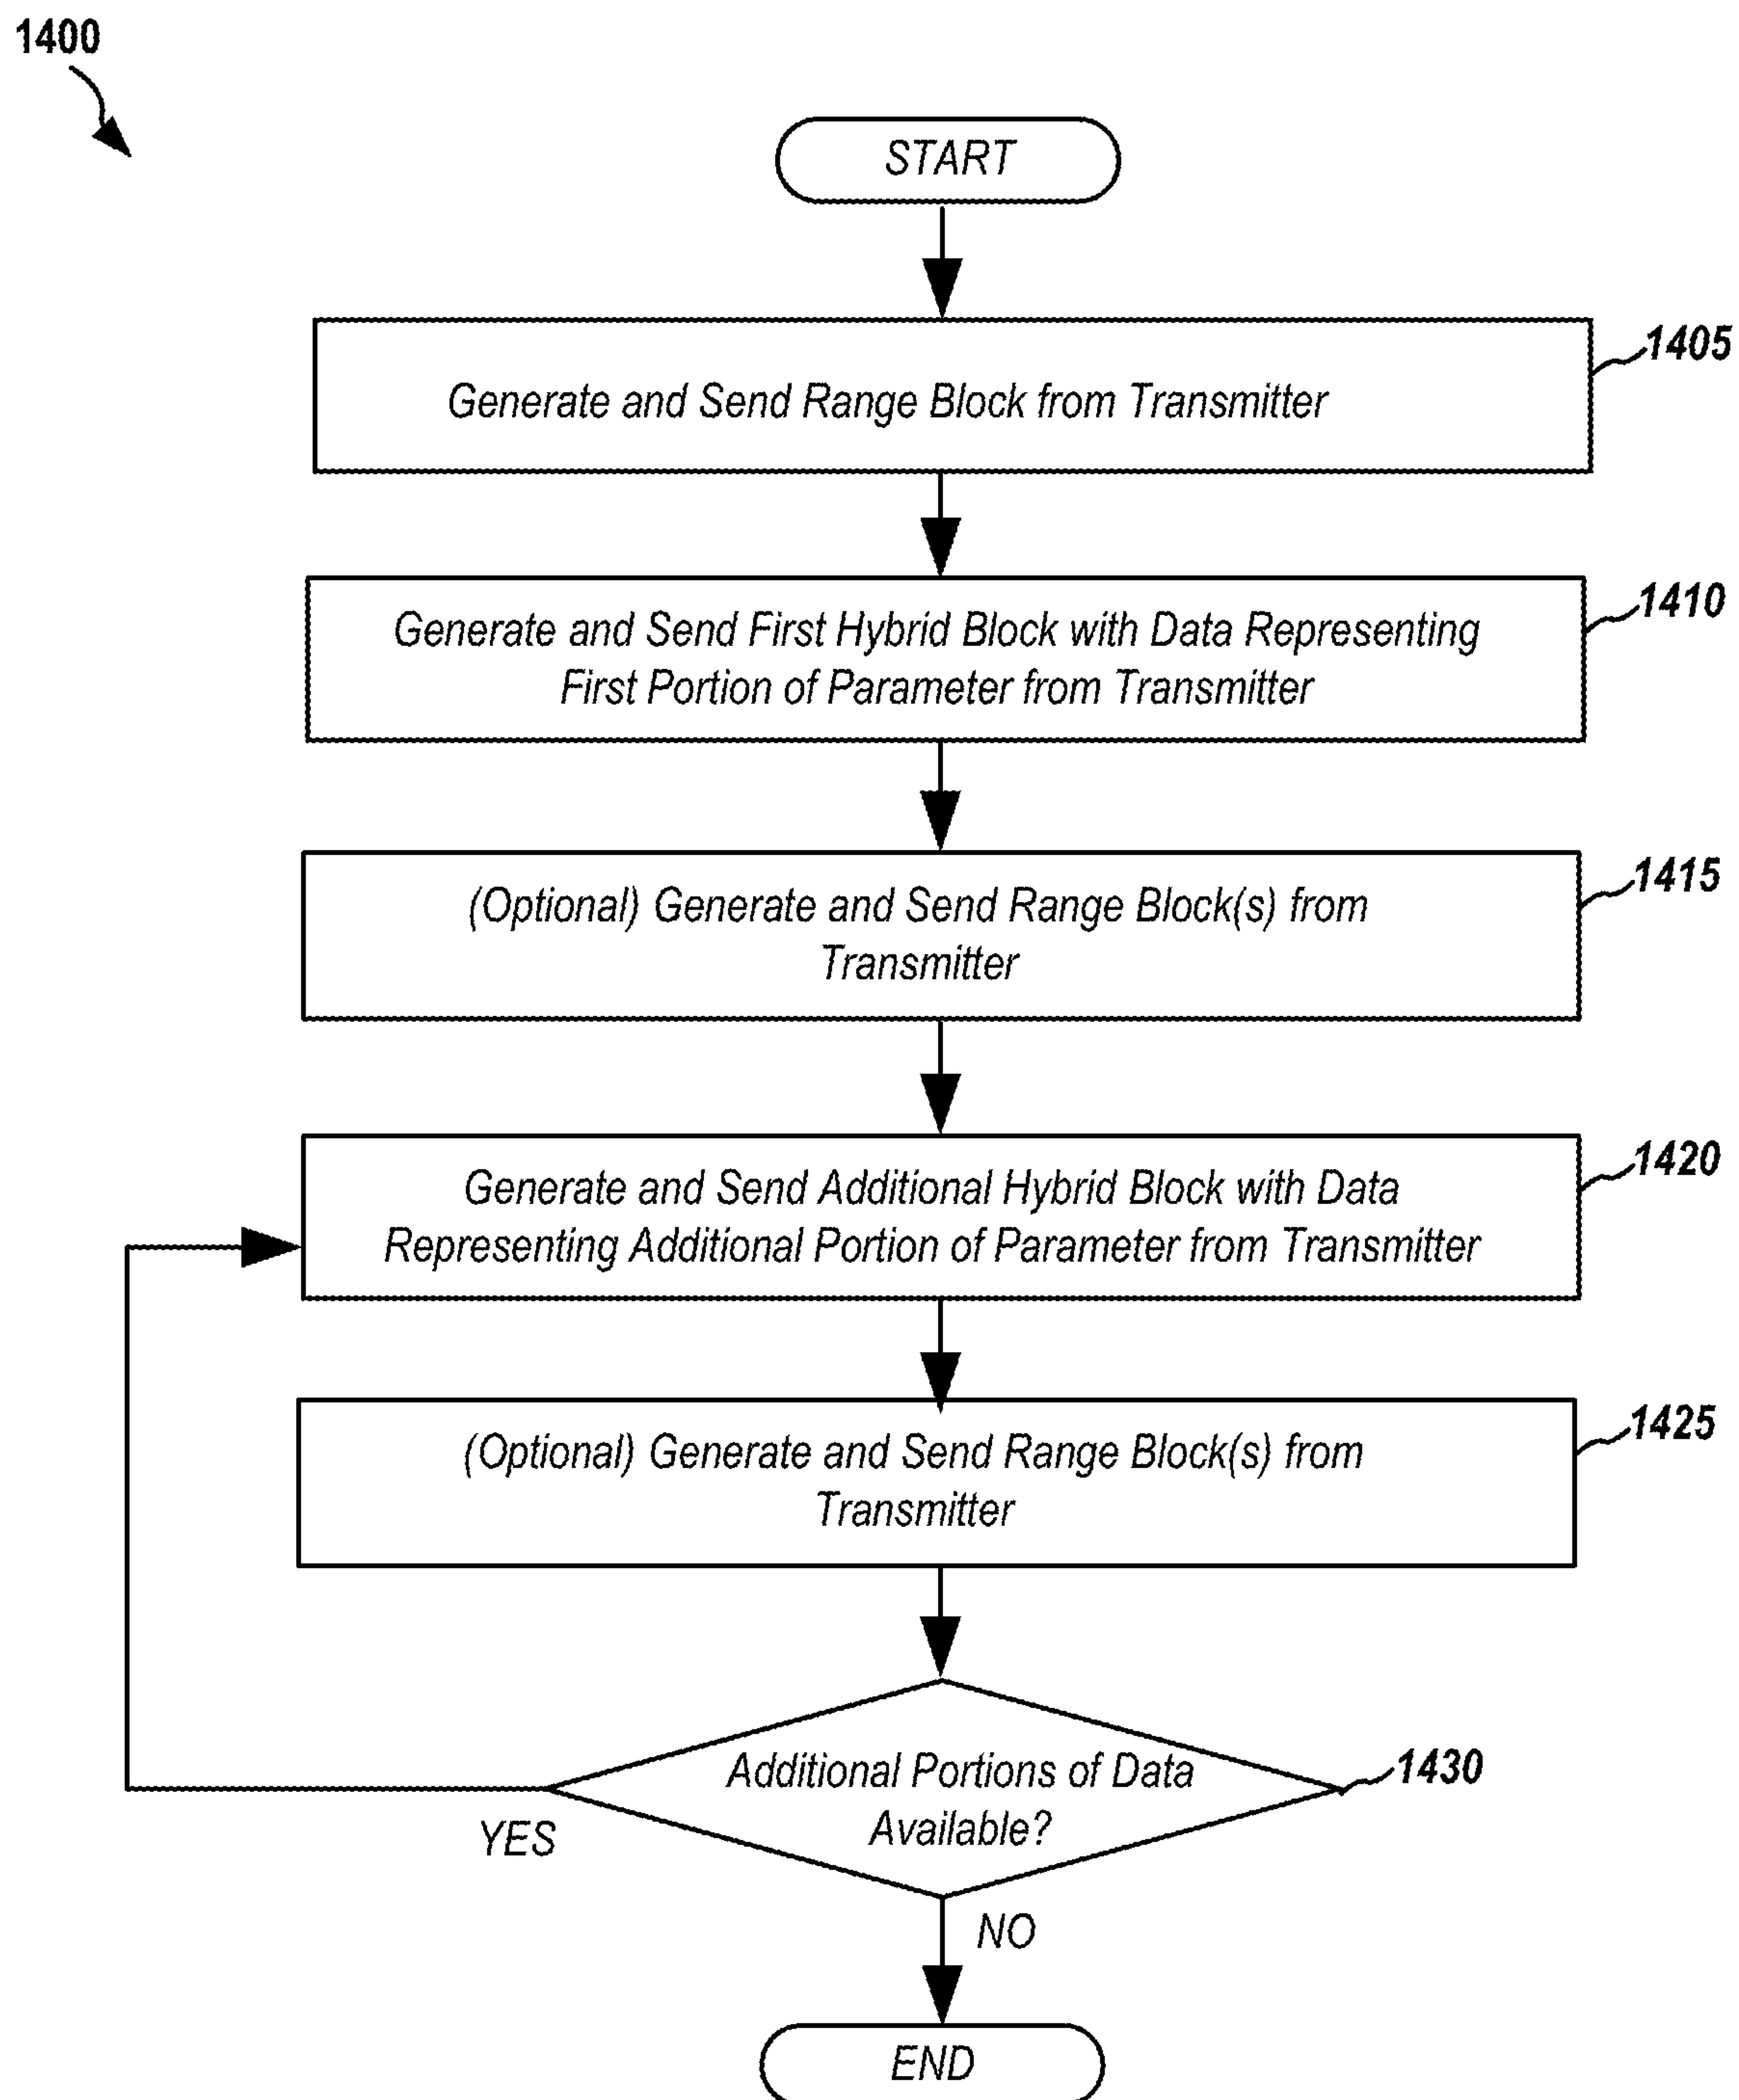 1400
START
1405
Generate and Send Range Block from Transmitter
1410
Generate and Send First Hybrid Block with Data Representing
First Portion of Parameter from Transmitter
1415
(Optional) Generate and Send Range Block(s) from
Transmitter
1420
Generate and Send Additional Hybrid Block with Data
Representing Additional Portion of Parameter from Transmitter
1425
(Optional) Generate and Send Range Block(s) from
Transmitter
1430
Additional Portions of Data
Available?
YES
NO
END